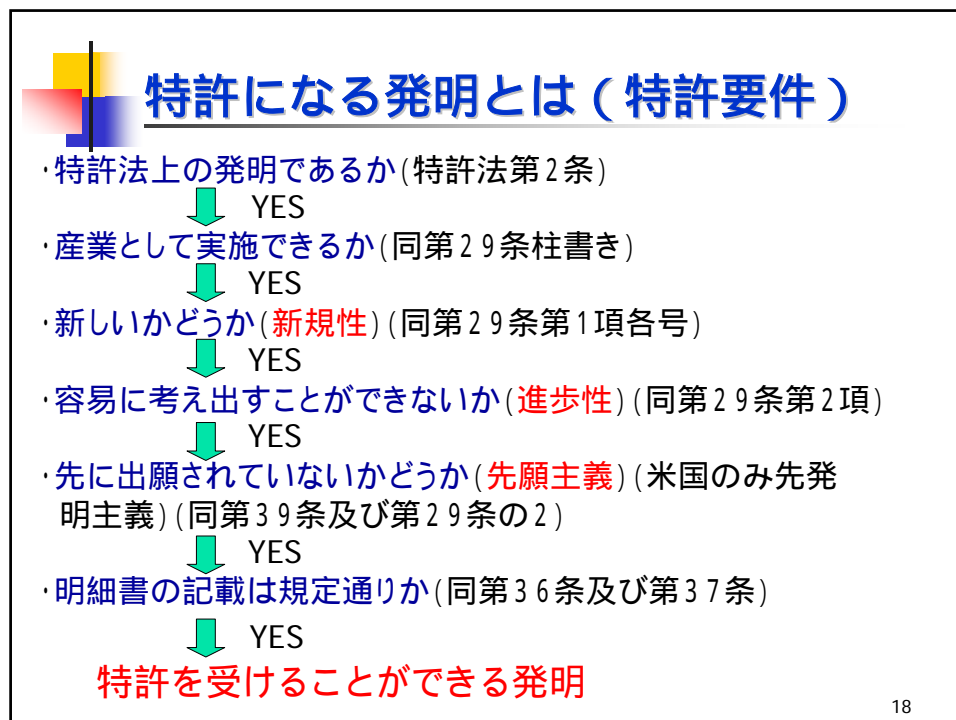 特許になる発明とは(特許要件)
・特許法上の発明であるか(特許法第2条)
YES
・産業として実施できるか(同第29条柱書き)
YES
・新しいかどうか(新規性)(同第29条第1項各号)
YES
・容易に考え出すことができないか(進歩性)(同第29条第2項)
YES
・先に出願されていないかどうか(先願主義)(米国のみ先発
明主義)(同第39条及び第29条の2)
YES
・明細書の記載は規定通りか(同第36条及び第37条)
YES
特許を受けることができる発明
18